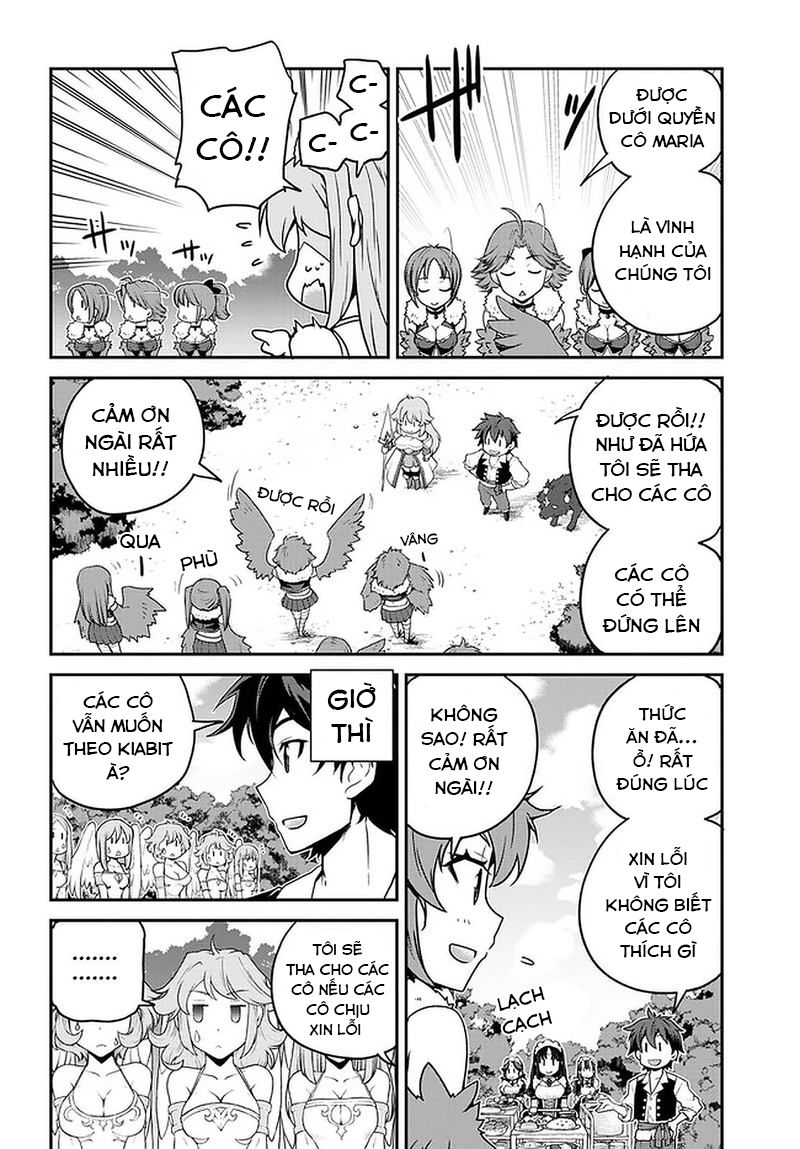 ĐƯỢC
DƯỚI QUYỀN
CÔ MARIA
LÀ VINH
HẠNH CỦA
CHÚNG TÔI
C-
C-
C-
CÁC
CÔ!!
ĐƯỢC RỒI!!
NHƯ ĐÃ HỨA
TÔI SẼ THA
CHO CÁC CÔ
CÁC CÔ
CÓ THỂ
ĐỨNG LÊN
CẢM ƠN
NGÀI RẤT
NHIỀU!!
VÂNG
ĐƯỢC RỒI
PHŨ
QUA
THỨC
ĂN ĐÃ...
Ồ! RẤT
ĐÚNG LÚC
XIN LỖI
VÌ TÔI
KHÔNG BIẾT
CÁC CÔ
THÍCH GÌ
KHÔNG
SAO! RẤT
CẢM ƠN
NGÀI!!
LẠCH
CẠCH
GIỜ
THÌ
CÁC CÔ
VẪN MUỐN
THEO KIABIT
À?
TÔI SẼ
THA CHO CÁC
CÔ NẾU CÁC
CÔ CHỊU
XIN LỖI
........
........